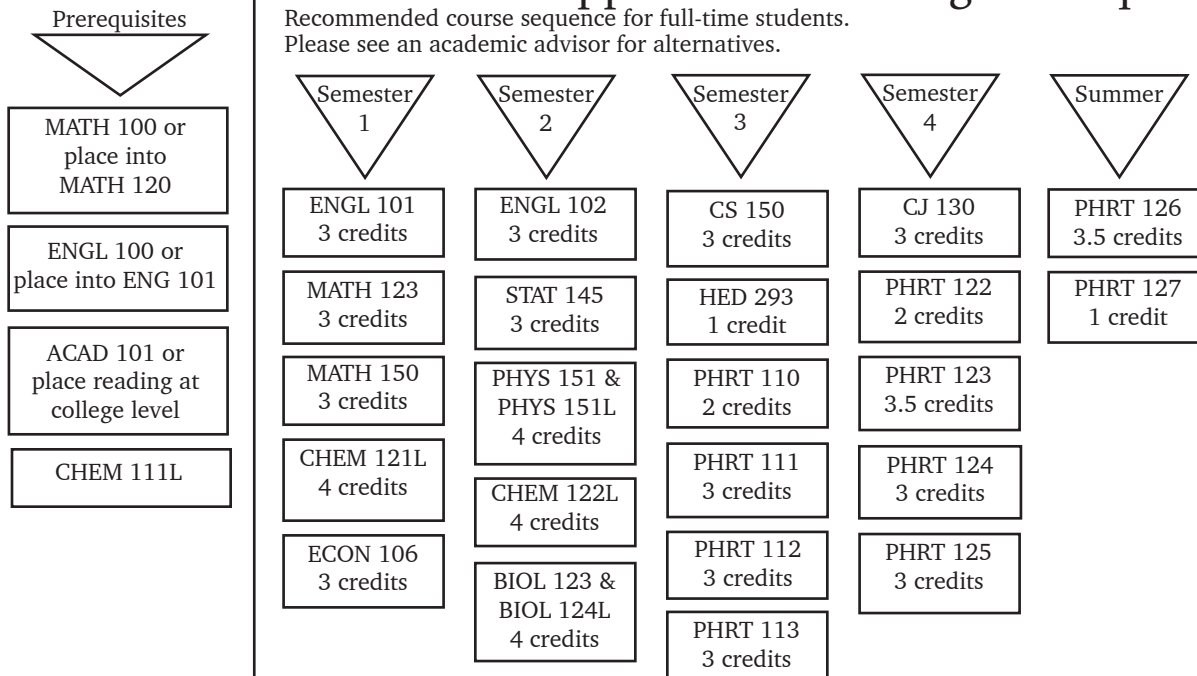 Prerequisites
MATH 100 or
place into
MATH 120
ENGL 100 or
place into ENG 101
ACAD 101 or
place reading at
college level
CHEM 111L
Recommended course sequence for full-time students.
Please see an academic advisor for alternatives.
Semester
1
ENGL 101
3 credits
MATH 123
3 credits
MATH 150
3 credits
CHEM 121L
4 credits
ECON 106
3 credits
Semester
2
ENGL 102
3 credits
STAT 145
3 credits
PHYS 151 &
PHYS 151L
4 credits
CHEM 122L
4 credits
BIOL 123 &
BIOL 124L
4 credits
Semester
3
CS 150
3 credits
HED 293
1 credit
PHRT 110
2 credits
PHRT 111
3 credits
PHRT 112
3 credits
PHRT 113
3 credits
Semester
4
CJ 130
3 credits
PHRT 122
2 credits
PHRT 123
3.5 credits
PHRT 124
3 credits
PHRT 125
3 credits
Summer
PHRT 126
3.5 credits
PHRT 127
1 credit